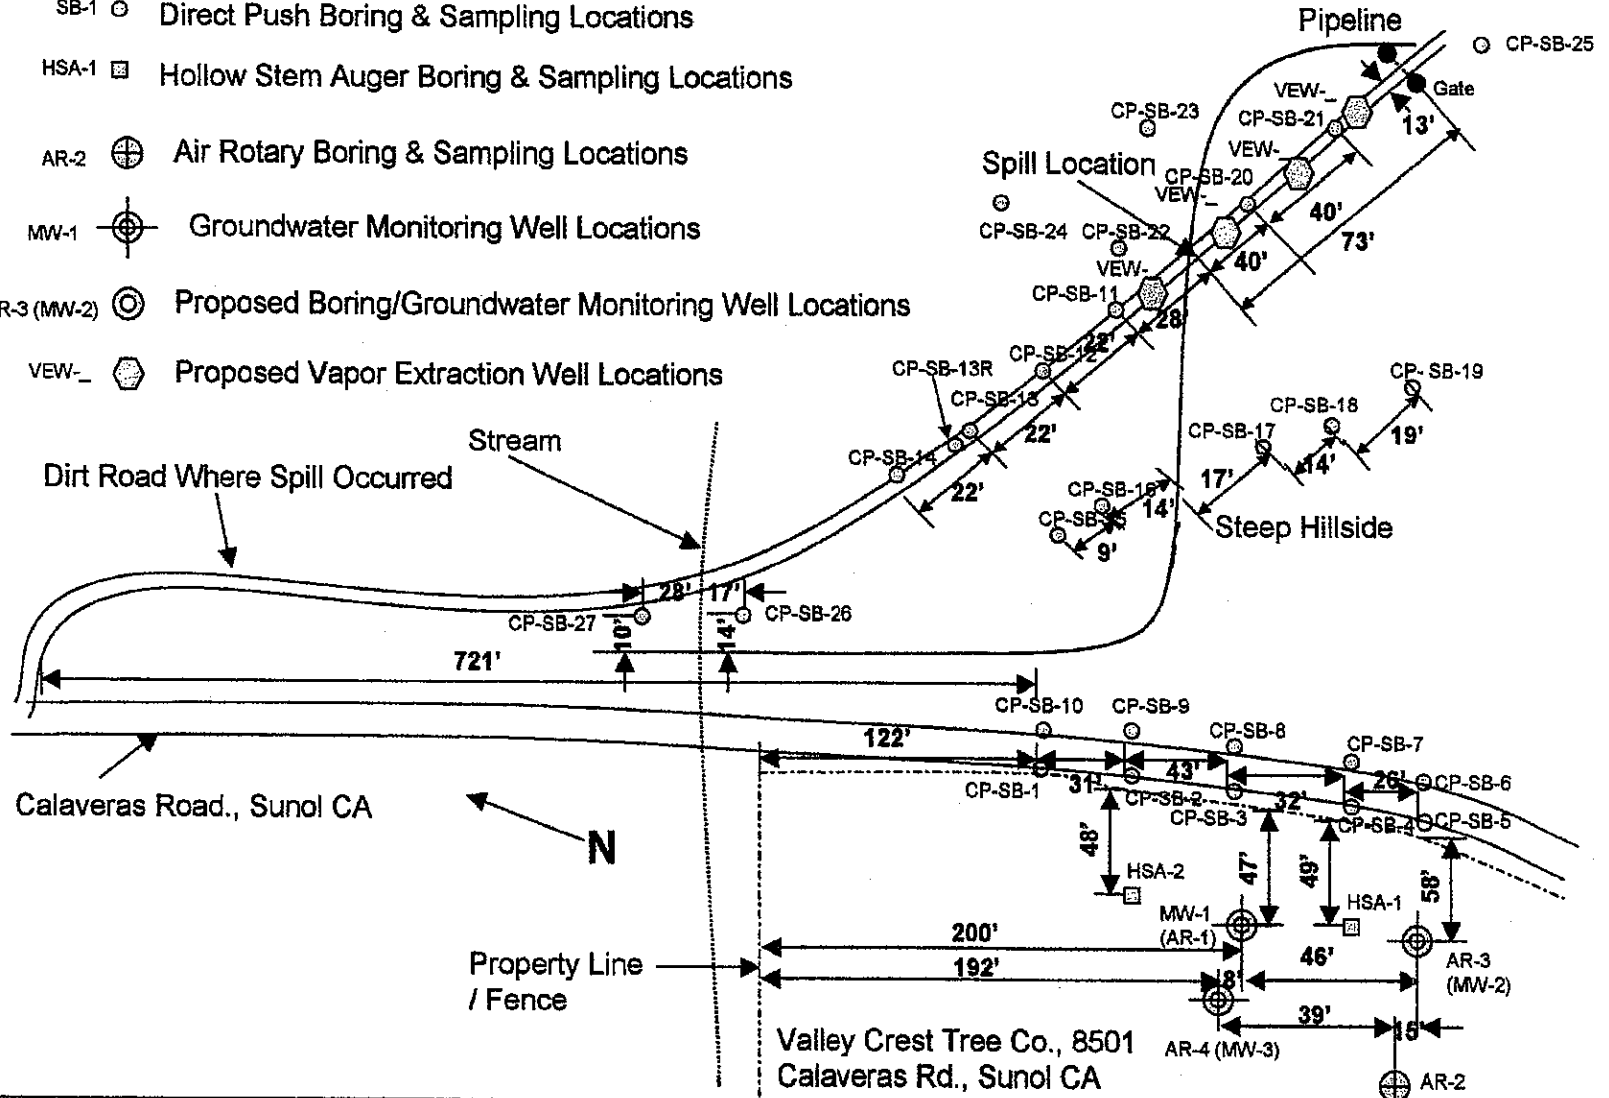 SB-1 Direct Push Boring & Sampling Locations
HSA-1 Hollow Stem Auger Boring & Sampling Locations
AR-2 Air Rotary Boring & Sampling Locations
MW-1 Groundwater Monitoring Well Locations
R-3 (MW-2) Proposed Boring/Groundwater Monitoring Well Locations
VEW-_ Proposed Vapor Extraction Well Locations
Pipeline
CP-SB-25
Gate
VEW-_
13'
CP-SB-23
CP-SB-21
VEW-_
Spill Location
CP-SB-20
VEW-_
40'
73'
CP-SB-24
CP-SB-22
40'
VEW-
CP-SB-11
28'
22'
CP-SB-12
CP-SB-13R
CP-SB-13
22'
CP-SB-14
22'
CP- SB-19
CP-SB-18
19'
CP-SB-17
14'
17'
CP-SB-16
14'
CP-SB-15
9'
Steep Hillside
Stream
Dirt Road Where Spill Occurred
28'
17'
CP-SB-27
CP-SB-26
10'
14'
721'
CP-SB-10
CP-SB-9
CP-SB-8
CP-SB-7
122'
31'
43'
32'
26'
CP-SB-6
CP-SB-1
CP-SB-2
CP-SB-3
CP-SB-4
CP-SB-5
Calaveras Road., Sunol CA
N
48'
47'
49'
58'
HSA-2
HSA-1
MW-1
(AR-1)
200'
192'
8'
46'
AR-3
(MW-2)
Property Line
/ Fence
39'
15'
AR-4 (MW-3)
Valley Crest Tree Co., 8501
Calaveras Rd., Sunol CA
AR-2